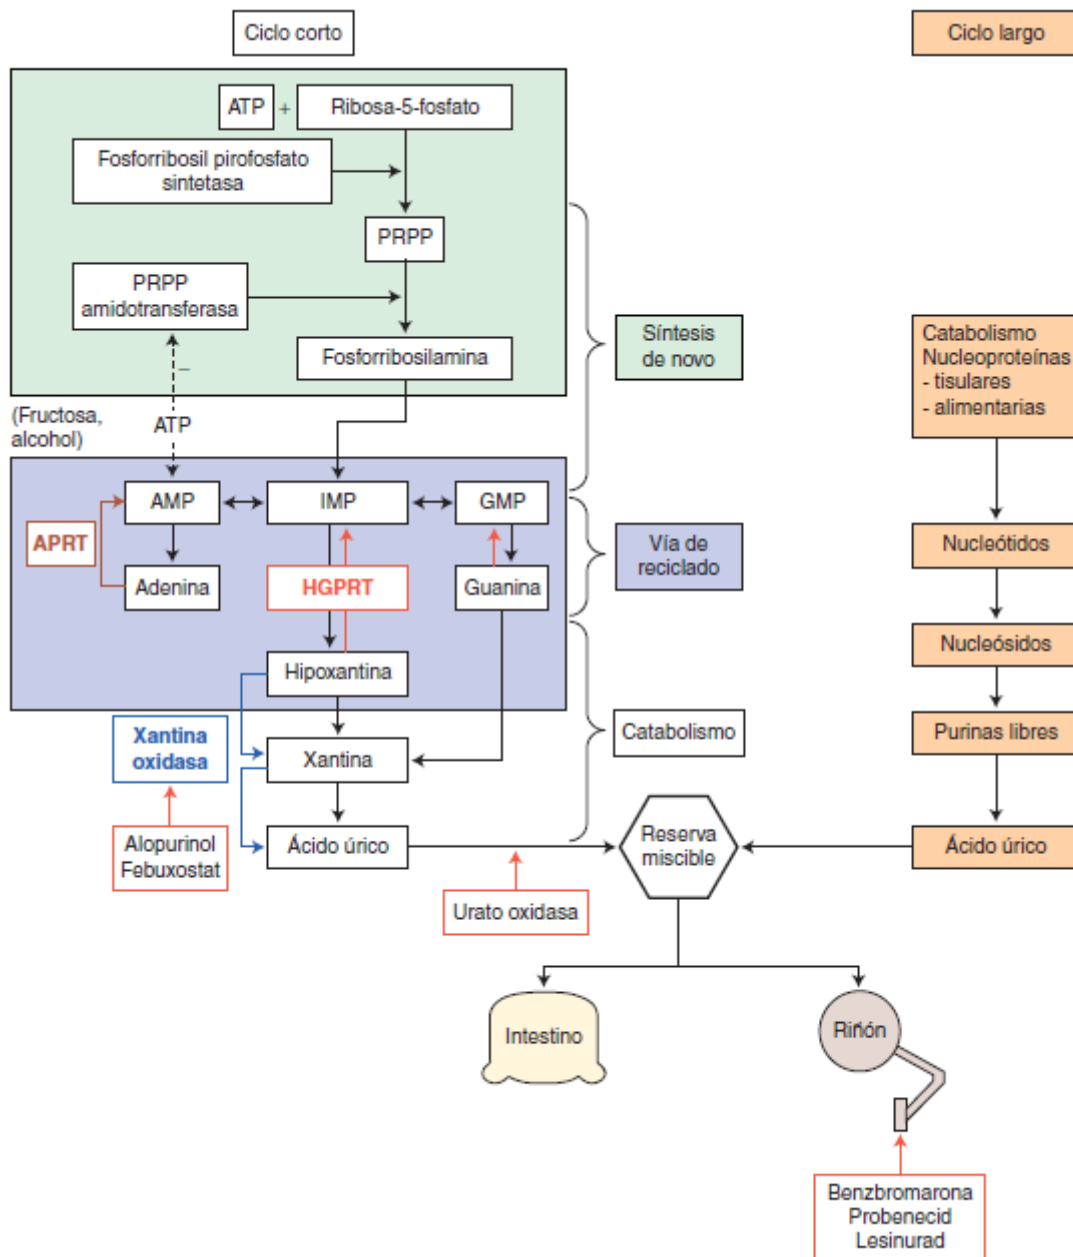 Ciclo corto
Ciclo largo
ATP + Ribosa-5-fosfato
Fosforribosil pirofosfato
sintetasa
PRPP
PRPP
amidotransferasa
Fosforribosilamina
Síntesis
de novo
Catabolismo
Nucleoproteínas
- tisulares
- alimentarias
–
(Fructosa,
alcohol)
ATP
AMP
IMP
GMP
APRT
Adenina
HGPRT
Guanina
Vía de
reciclado
Nucleótidos
Hipoxantina
Nucleósidos
Xantina
oxidasa
Xantina
Catabolismo
Purinas libres
Alopurinol
Febuxostat
Ácido úrico
Reserva
miscible
Ácido úrico
Urato oxidasa
Intestino
Riñón
Benzbromarona
Probenecid
Lesinurad